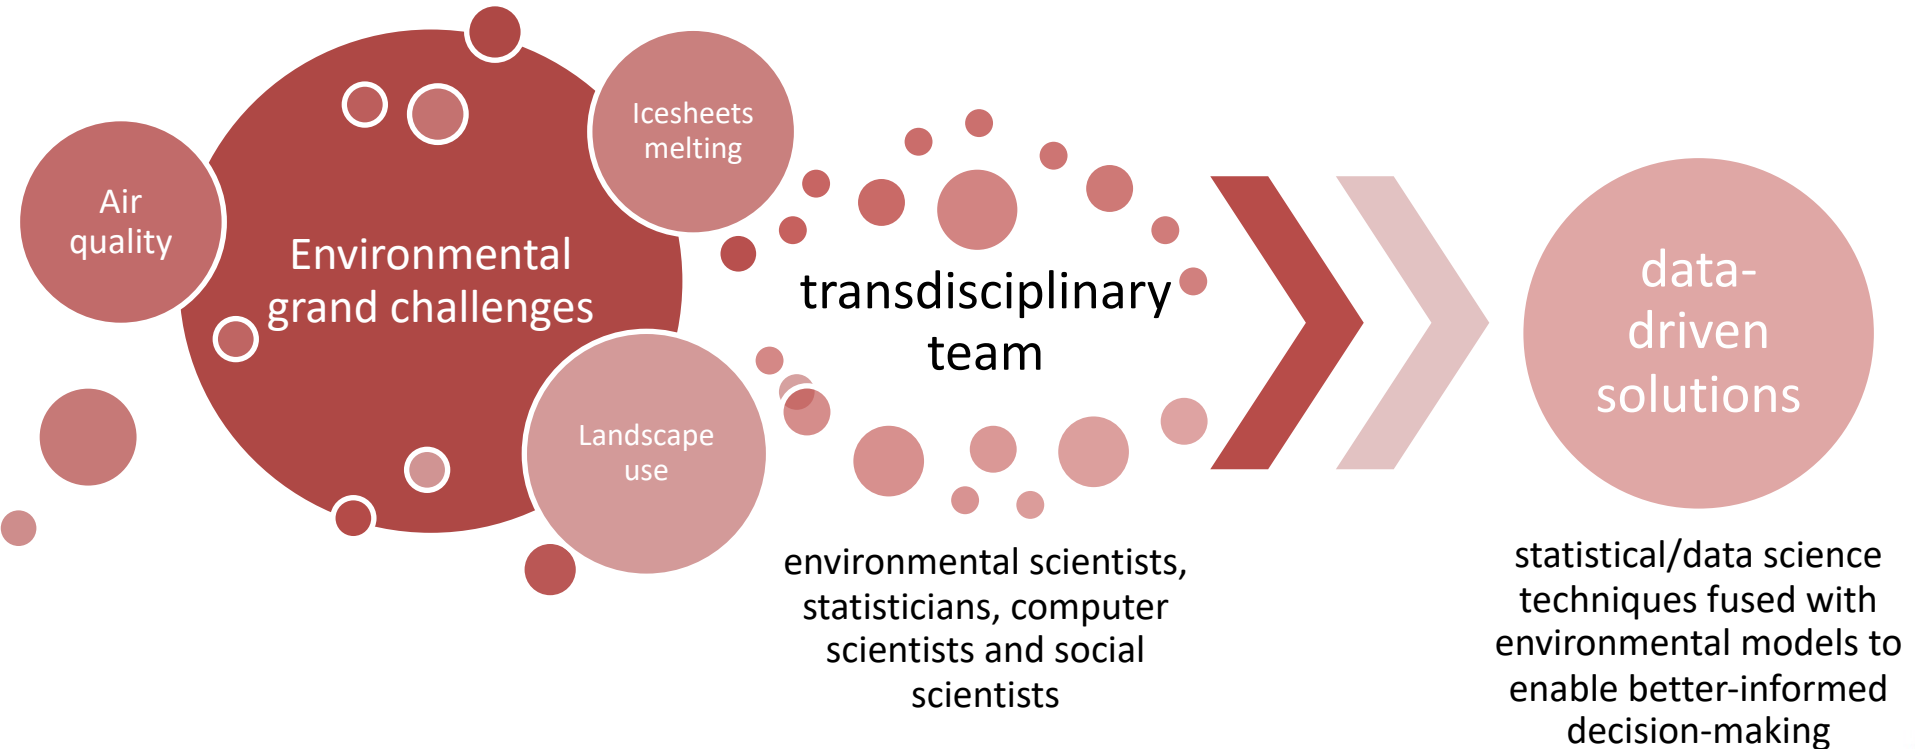 Air
quality
Environmental
grand challenges
Icesheets
melting
Landscape
use
transdisciplinary
team
environmental scientists,
statisticians, computer
scientists and social
scientists
data-
driven
solutions
statistical/data science
techniques fused with
environmental models to
enable better-informed
decision-making